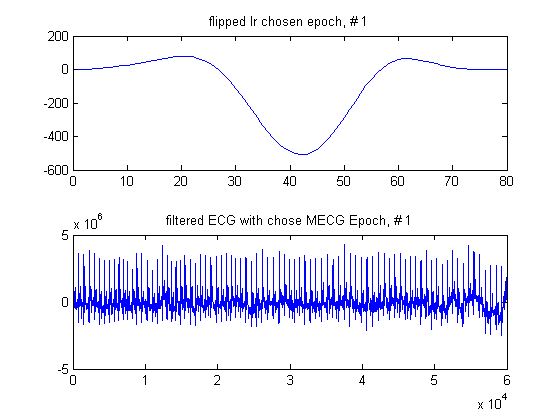 flipped lr chosen epoch, #1
200
0
-200
-400
-600
0 10 20 30 40 50 60 70 80
filtered ECG with chose MECG Epoch, #1
x 10^6
5
0
-5
0 1 2 3 4 5 6
x 10^4